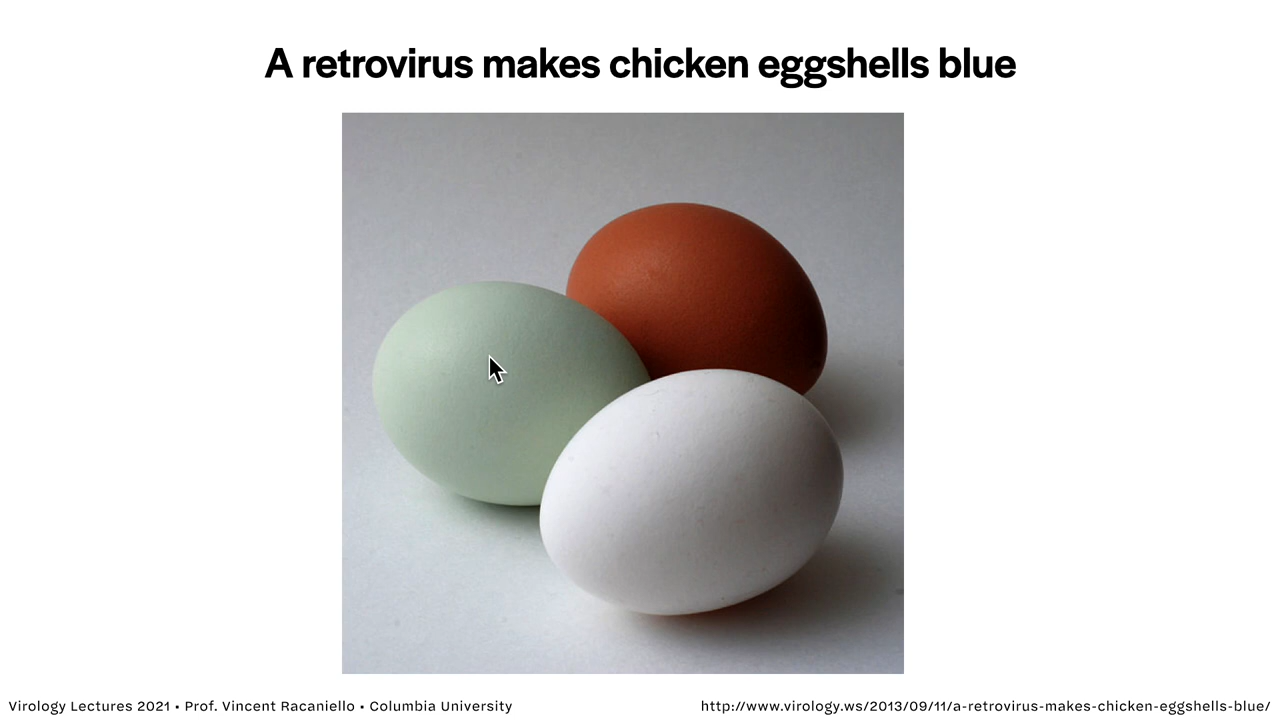 A retrovirus makes chicken eggshells blue
Virology Lectures 2021 • Prof. Vincent Racaniello • Columbia University
http://www.virology.ws/2013/09/11/a-retrovirus-makes-chicken-eggshells-blue/